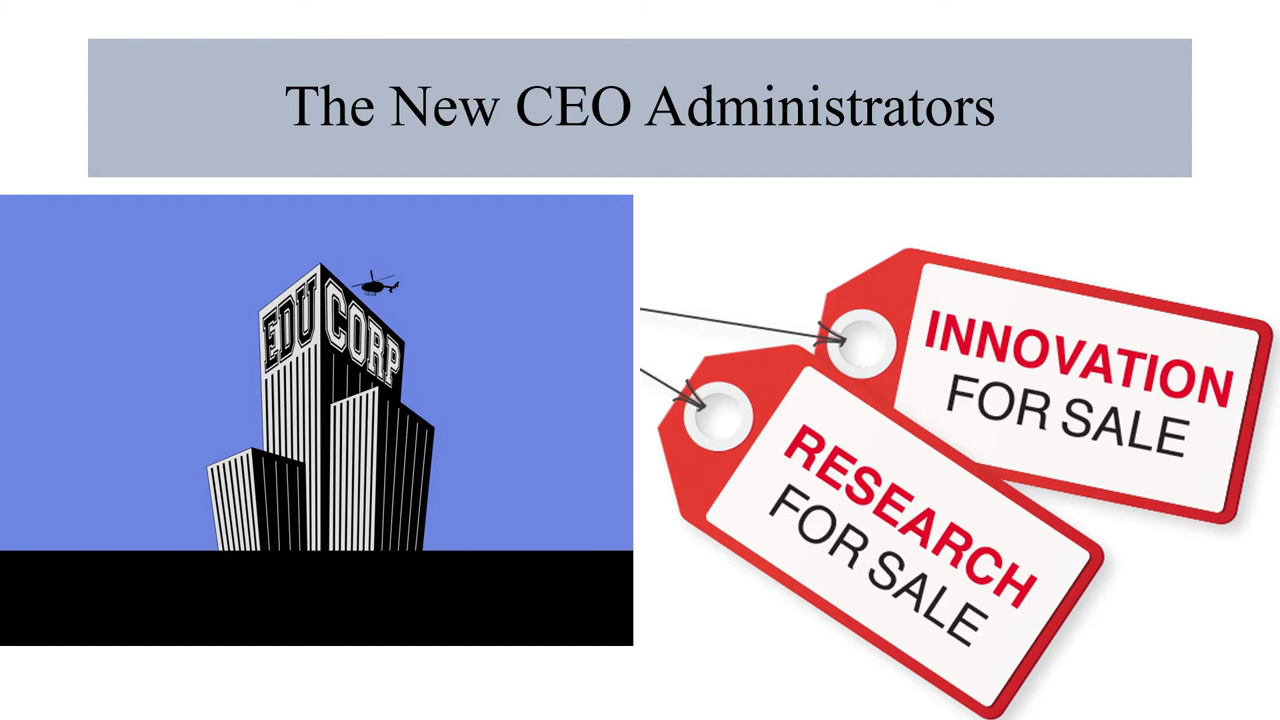 The New CEO Administrators
EDU CORP
INNOVATION
FOR SALE
RESEARCH
FOR SALE